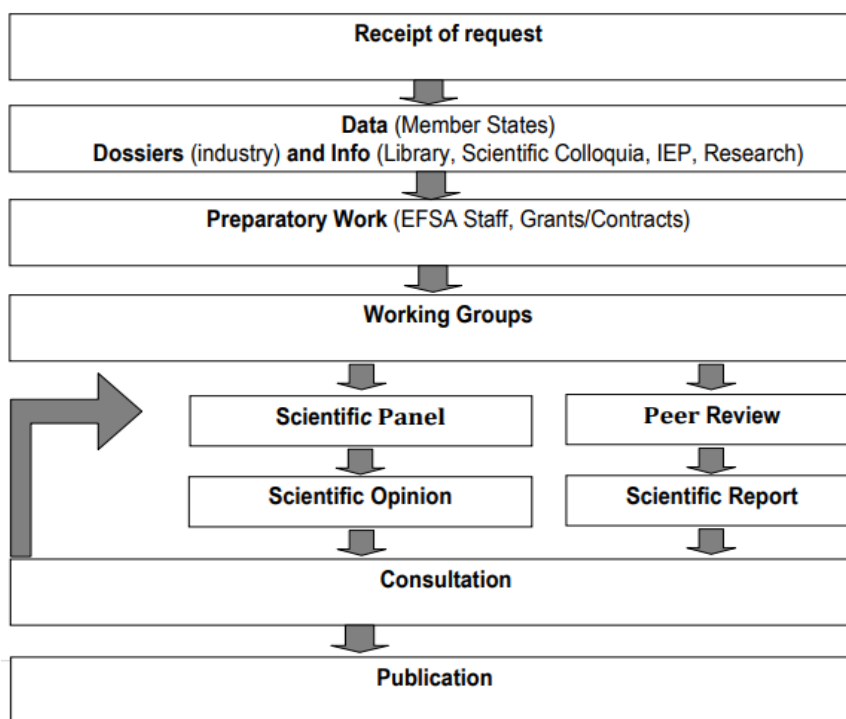 Receipt of request
Data (Member States)
Dossiers (industry) and Info (Library, Scientific Colloquia, IEP, Research)
Preparatory Work (EFSA Staff, Grants/Contracts)
Working Groups
Scientific Panel
Peer Review
Scientific Opinion
Scientific Report
Consultation
Publication